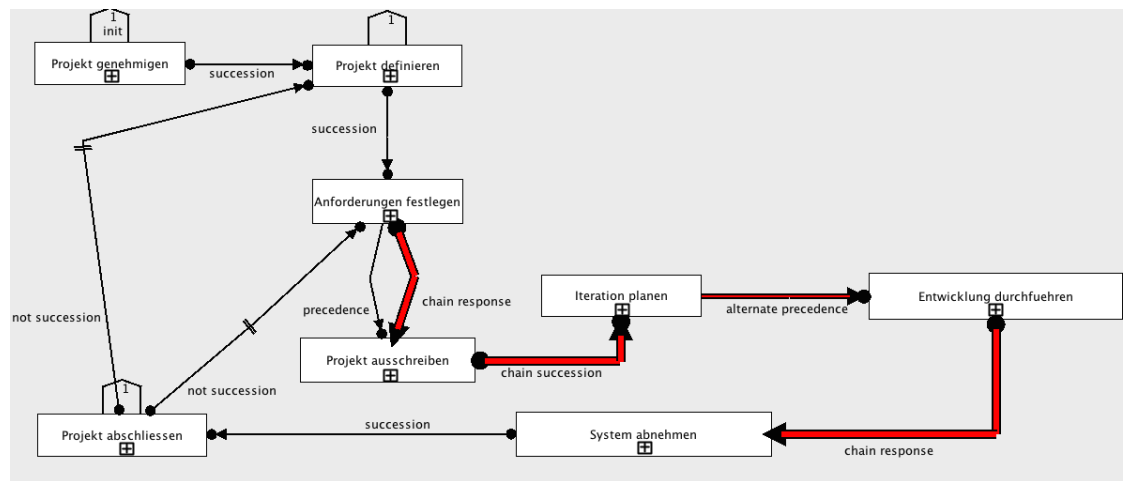 1
init
1
Projekt genehmigen
succession
Projekt definieren
succession
Anforderungen festlegen
not succession
precedence
chain response
Iteration planen
alternate precedence
Entwicklung durchfuehren
Projekt ausschreiben
chain succession
not succession
1
Projekt abschliessen
succession
System abnehmen
chain response